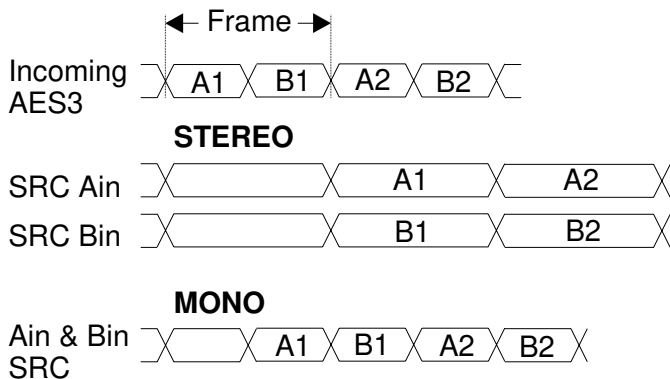 Frame
Incoming AES3
A1 B1 A2 B2
STEREO
SRC Ain A1 A2
SRC Bin B1 B2
MONO
Ain & Bin SRC
A1 B1 A2 B2